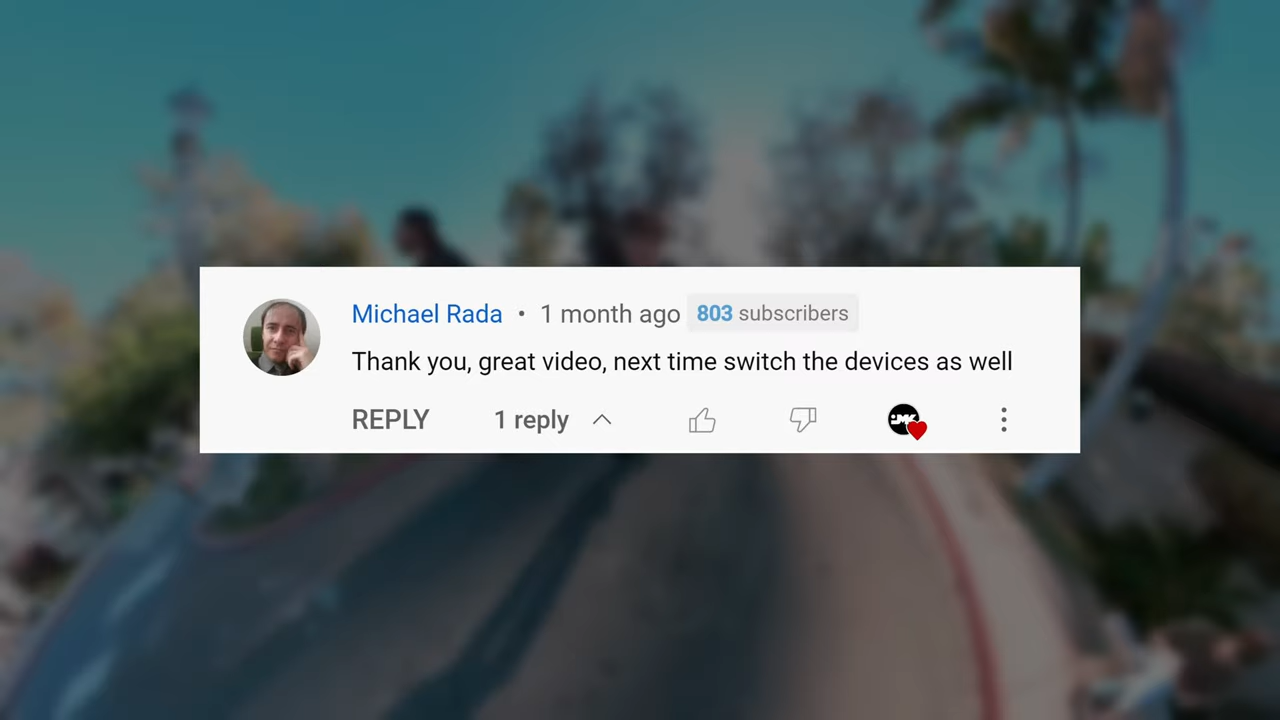 Michael Rada • 1 month ago 803 subscribers
Thank you, great video, next time switch the devices as well
REPLY 1 reply